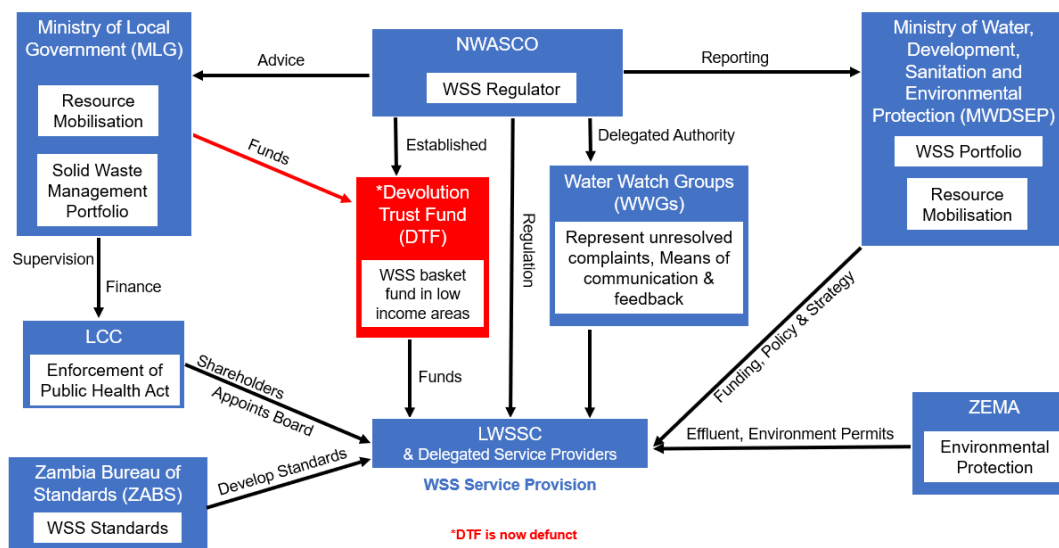 Ministry of Local
Government (MLG)
Resource
Mobilisation
Solid Waste
Management
Portfolio
Advice
NWASCO
WSS Regulator
Reporting
Ministry of Water,
Development,
Sanitation and
Environmental
Protection (MWDSEP)
WSS Portfolio
Resource
Mobilisation
Funds
Established
Delegated Authority
*Devolution
Trust Fund
(DTF)
WSS basket
fund in low
income areas
Regulation
Water Watch Groups
(WWGs)
Represent unresolved
complaints, Means of
communication &
feedback
Supervision
Finance
LCC
Enforcement of
Public Health Act
Shareholders
Appoints Board
Funds
Funding, Policy & Strategy
LWSSC
& Delegated Service Providers
WSS Service Provision
Effluent, Environment Permits
ZEMA
Environmental
Protection
Zambia Bureau of
Standards (ZABS)
WSS Standards
Develop Standards
*DTF is now defunct